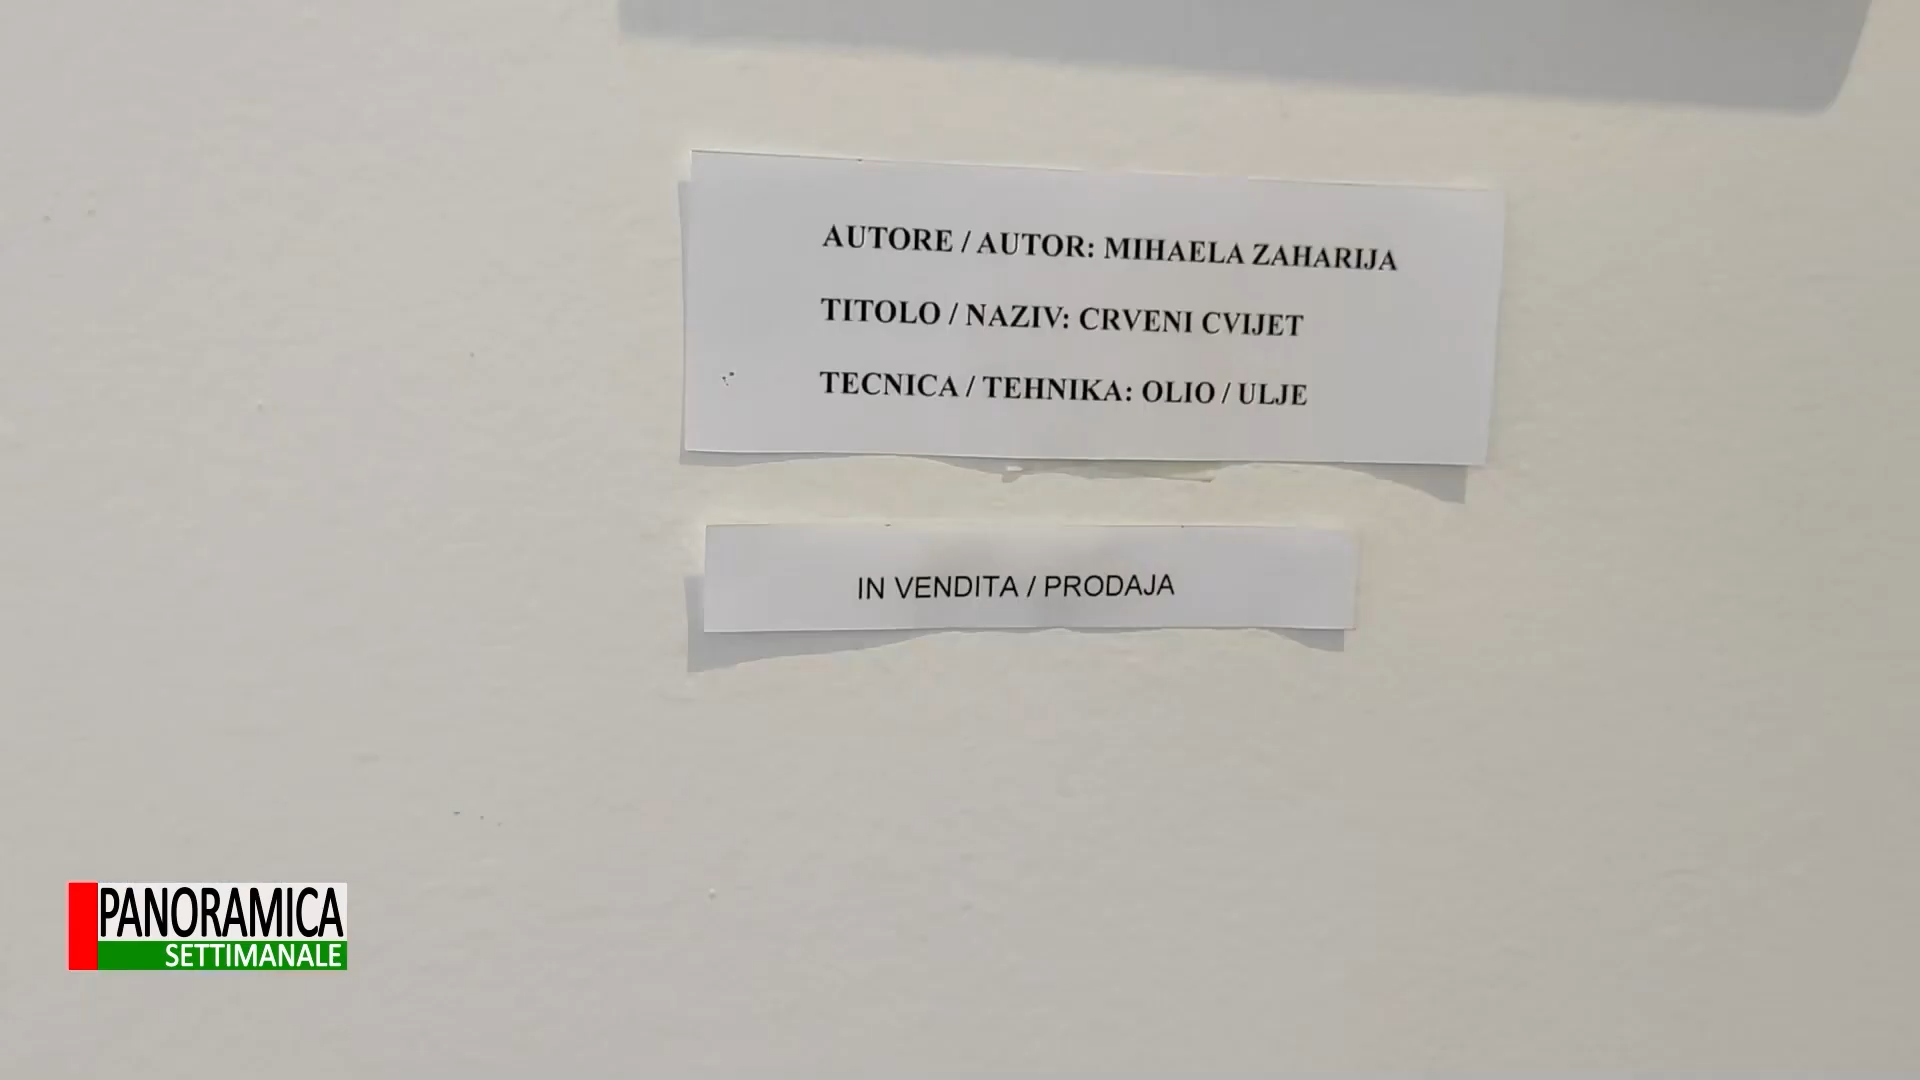 AUTORE / AUTOR: MIHAELA ZAHARIJA
TITOLO / NAZIV: CRVENI CVIJET
TECNICA / TEHNIKA: OLIO / ULJE
IN VENDITA / PRODAJA
PANORAMICA
SETTIMANALE